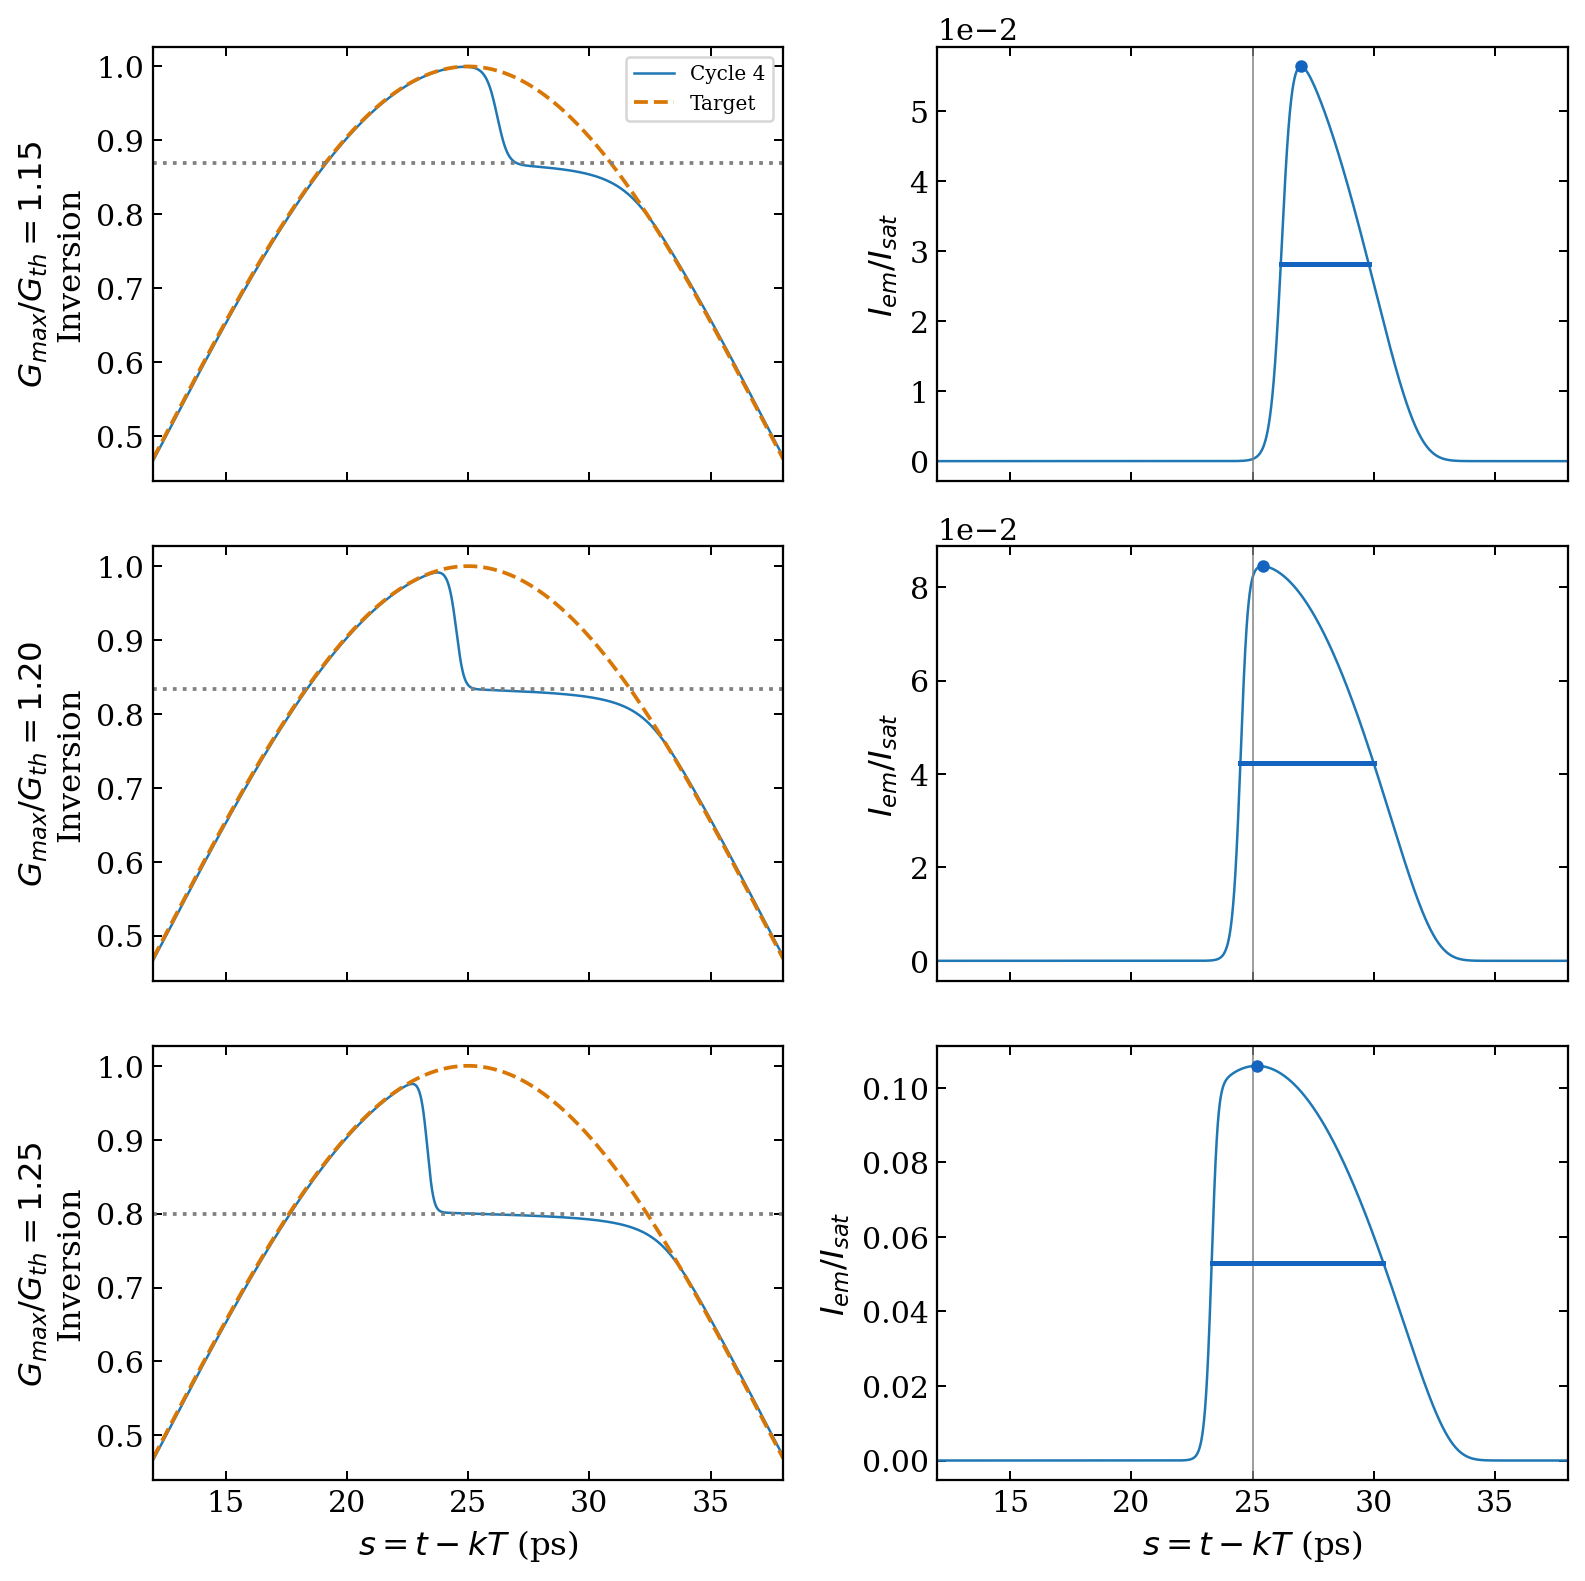 1.0
0.9
0.8
0.7
0.6
0.5
G_max/G_th = 1.15
Inversion
Cycle 4
Target
1e−2
5
4
3
2
1
0
I_em/I_sat
1.0
0.9
0.8
0.7
0.6
0.5
G_max/G_th = 1.20
Inversion
1e−2
8
6
4
2
0
I_em/I_sat
1.0
0.9
0.8
0.7
0.6
0.5
G_max/G_th = 1.25
Inversion
15 20 25 30 35
s = t − kT (ps)
0.10
0.08
0.06
0.04
0.02
0.00
I_em/I_sat
15 20 25 30 35
s = t − kT (ps)